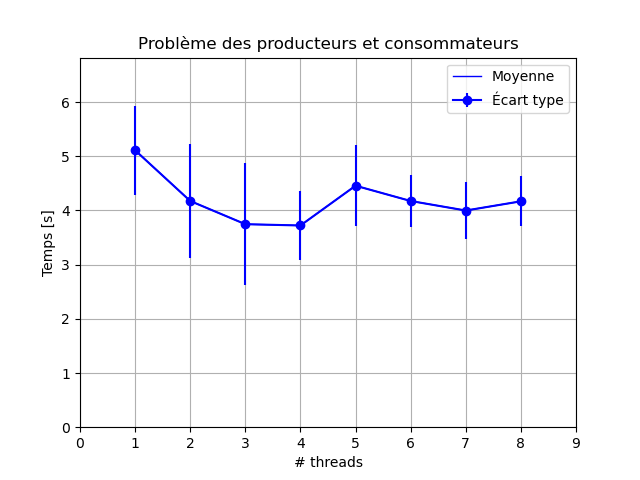 Problème des producteurs et consommateurs
Moyenne
Écart type
Temps [s]
6
5
4
3
2
1
0
0 1 2 3 4 5 6 7 8 9
# threads